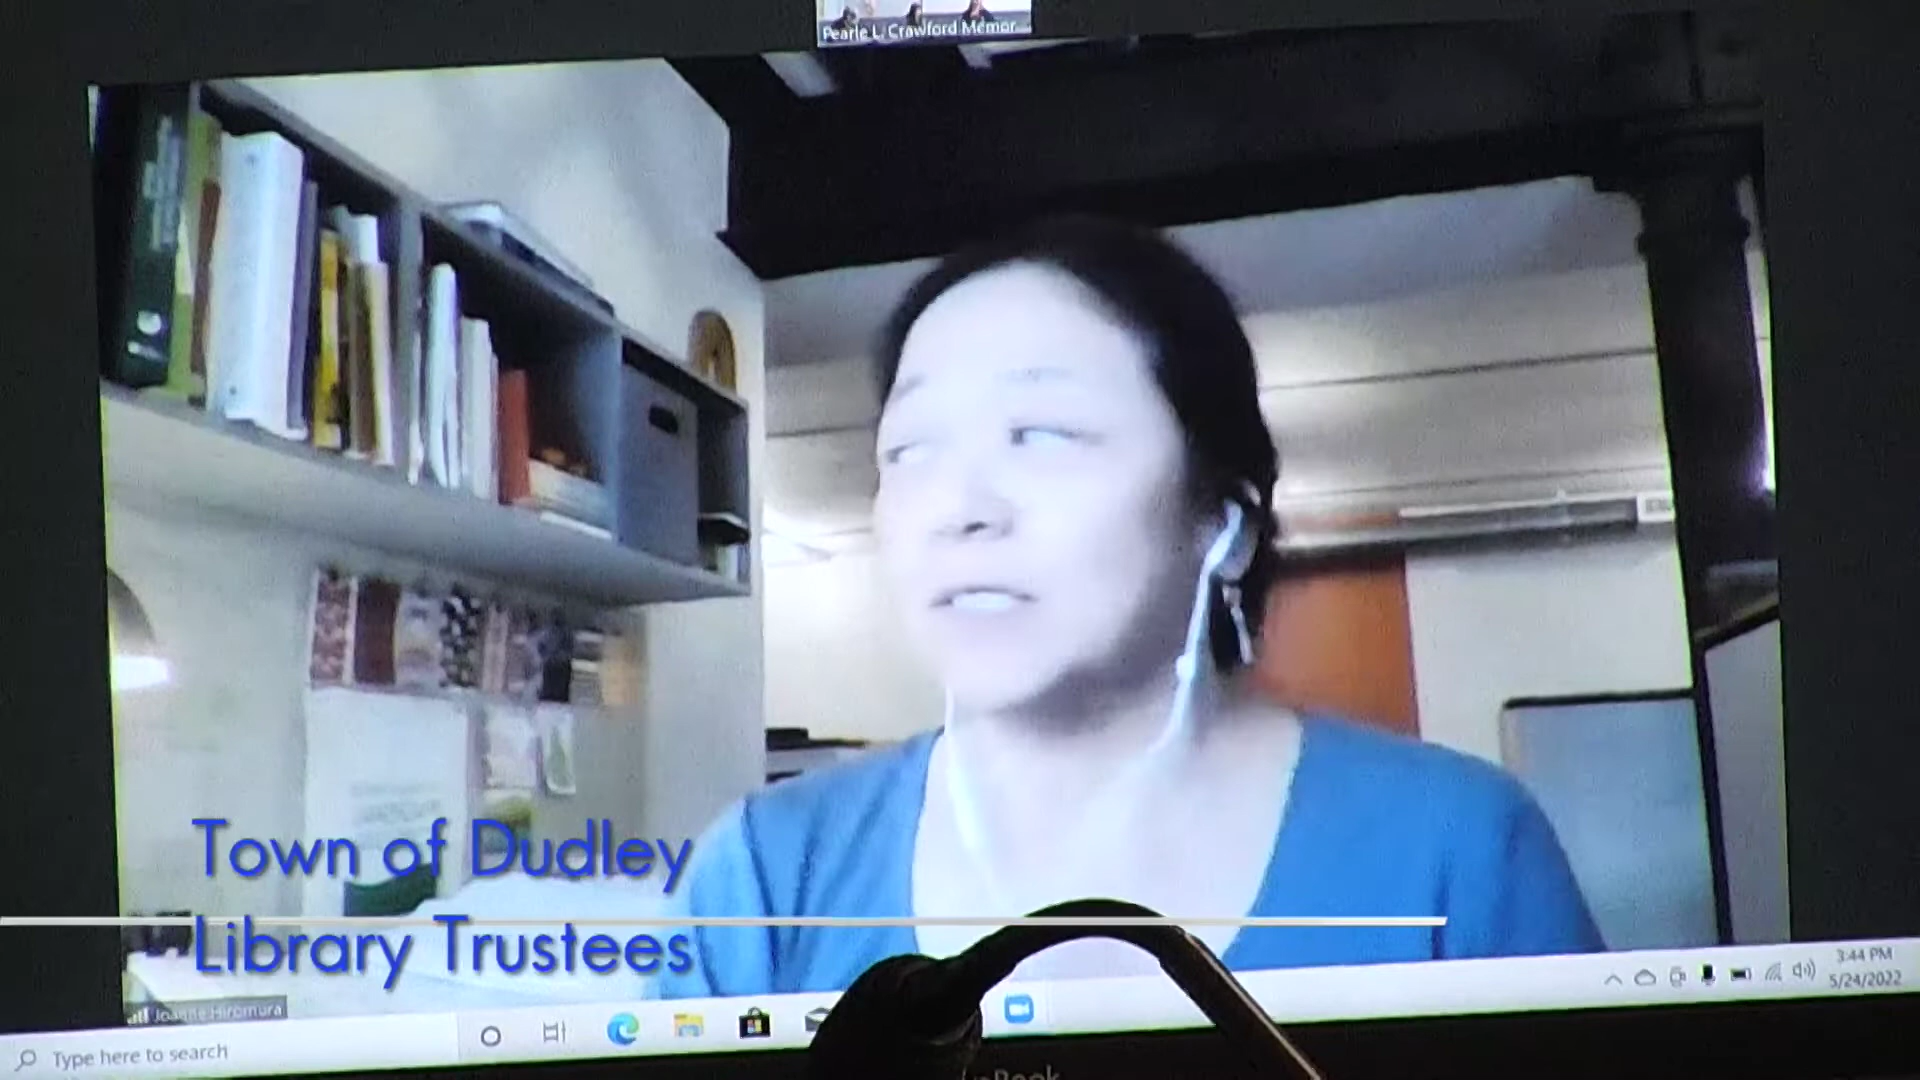 Pearle L. Crawford Memor...
Town of Dudley
Library Trustees
Joanne Hiromura
Type here to search
3:44 PM
5/24/2022